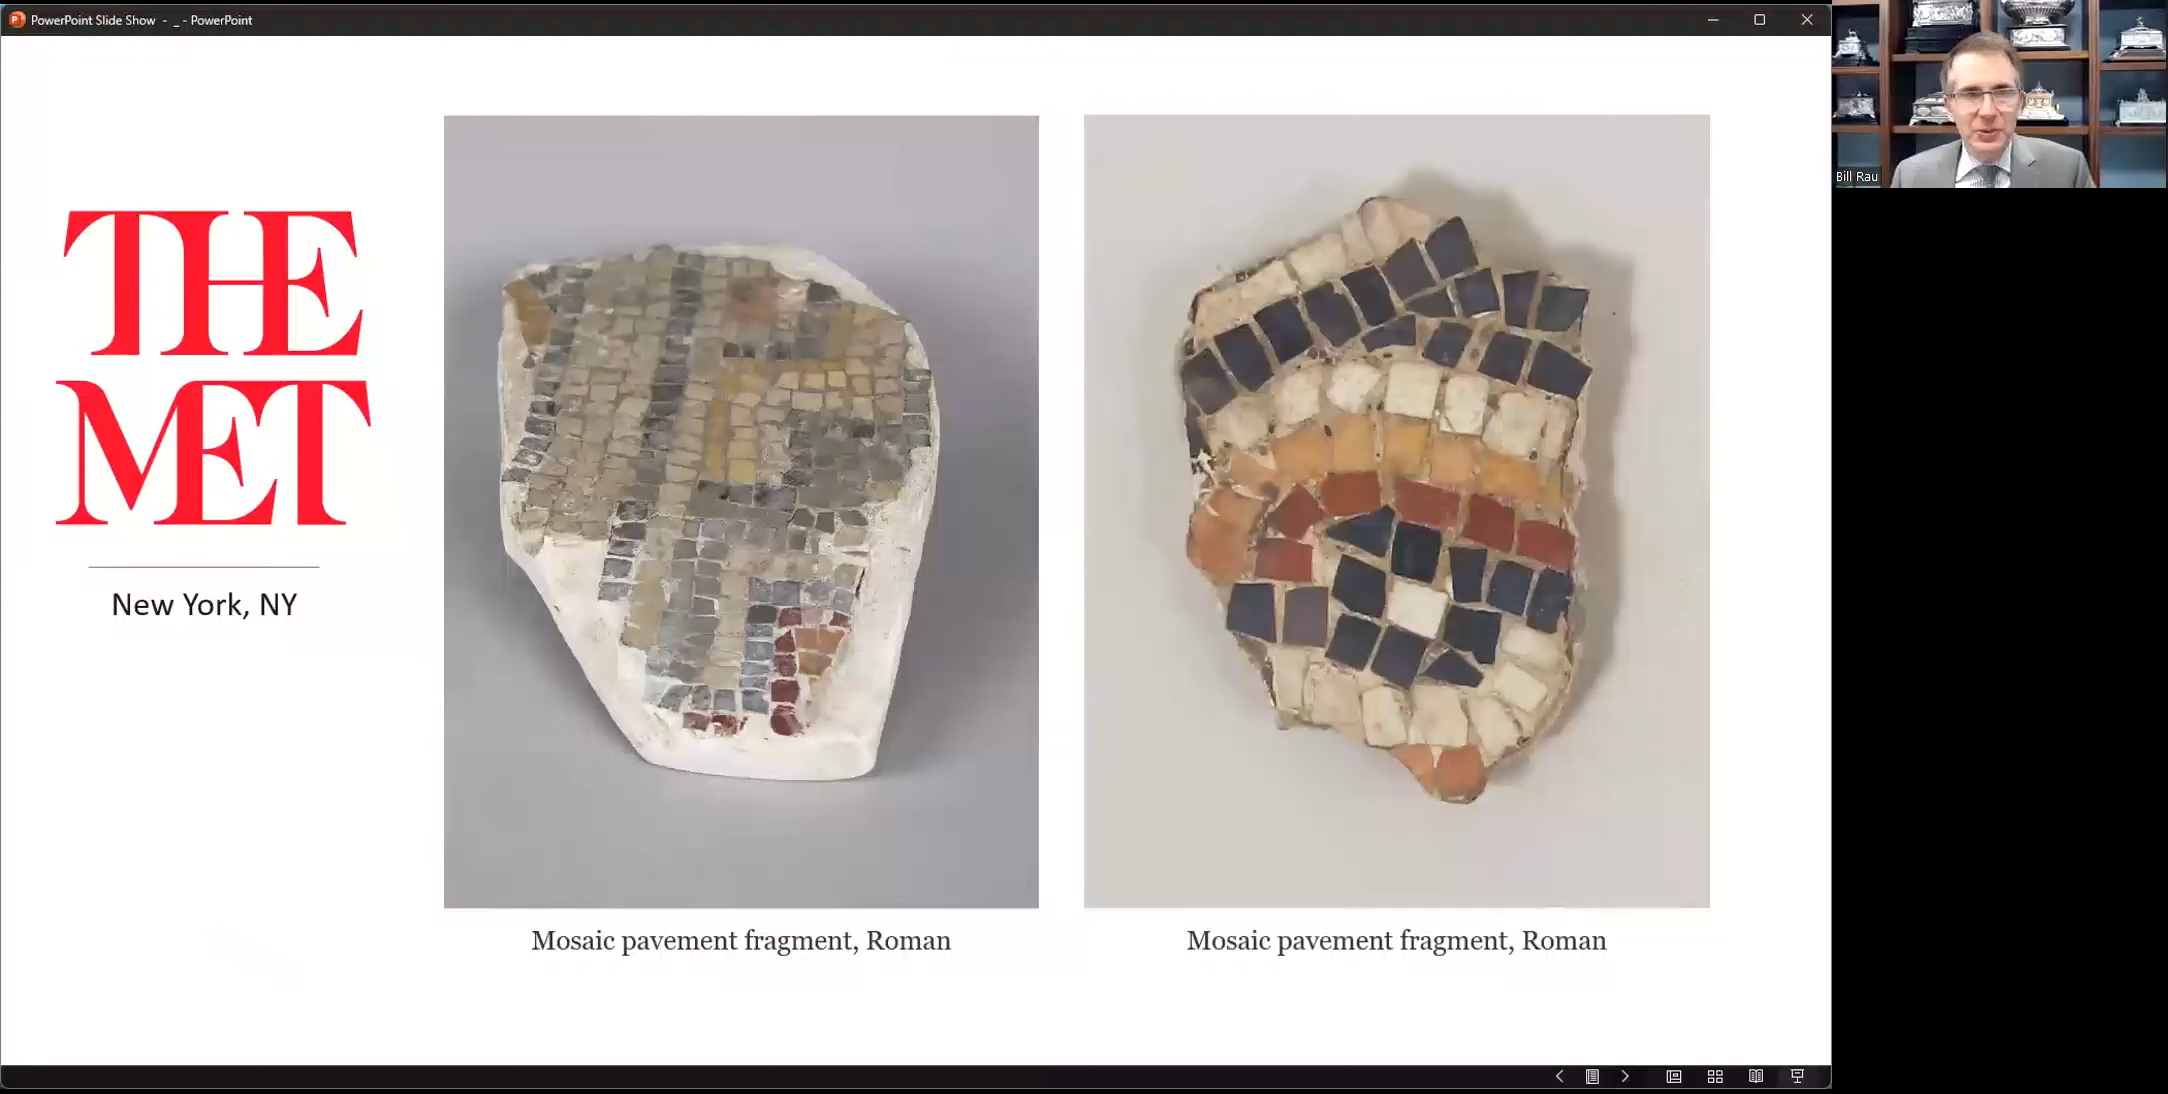 PowerPoint Slide Show - _ - PowerPoint
THE
MET
New York, NY
Mosaic pavement fragment, Roman
Mosaic pavement fragment, Roman
Bill Rau